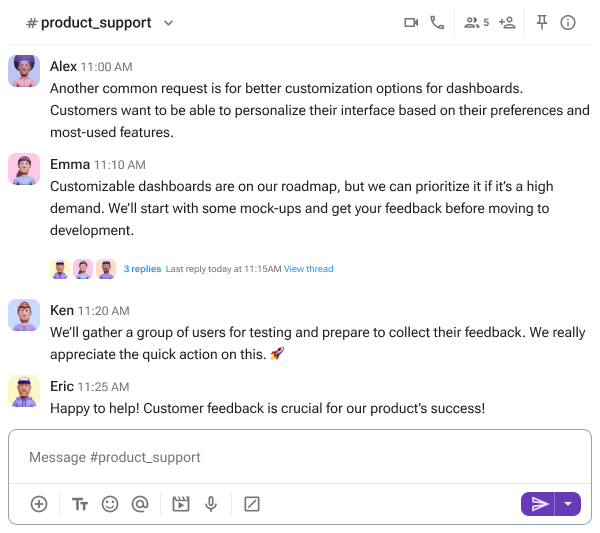 # product_support
5
Alex 11:00 AM
Another common request is for better customization options for dashboards.
Customers want to be able to personalize their interface based on their preferences and
most-used features.
Emma 11:10 AM
Customizable dashboards are on our roadmap, but we can prioritize it if it's a high
demand. We'll start with some mock-ups and get your feedback before moving to
development.
3 replies Last reply today at 11:15AM View thread
Ken 11:20 AM
We'll gather a group of users for testing and prepare to collect their feedback. We really
appreciate the quick action on this. 🚀
Eric 11:25 AM
Happy to help! Customer feedback is crucial for our product's success!
Message #product_support